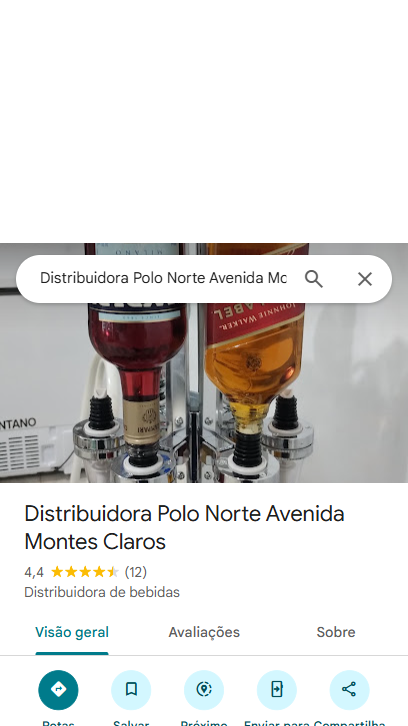 Distribuidora Polo Norte Avenida Mo
JOHNNIE WALKER.
LABEL
NTANO
Distribuidora Polo Norte Avenida
Montes Claros
4,4 (12)
Distribuidora de bebidas
Visão geral Avaliações Sobre
Rotas Salvar Próximo Enviar para Compartilha